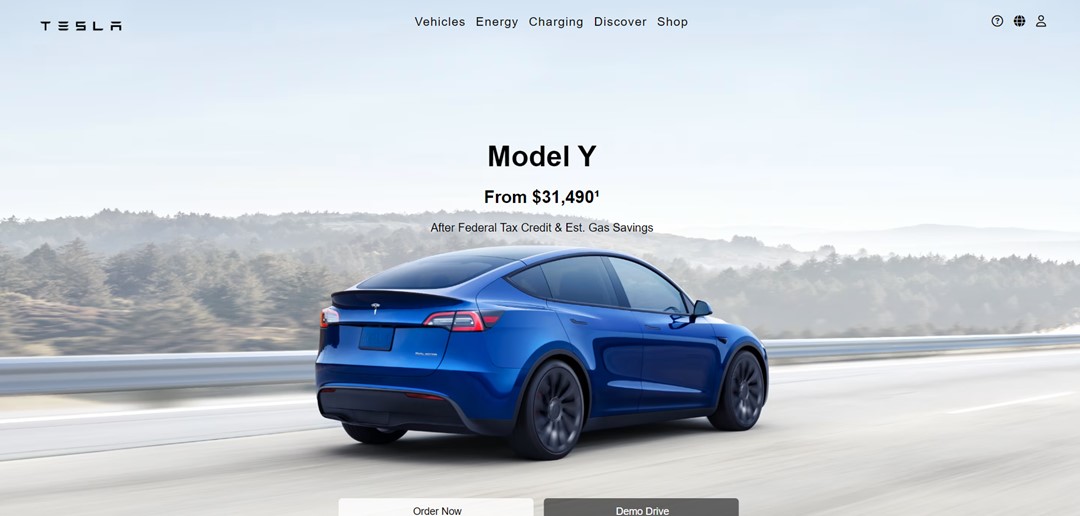 TESLA
Vehicles Energy Charging Discover Shop
Model Y
From $31,490¹
After Federal Tax Credit & Est. Gas Savings
Order Now
Demo Drive